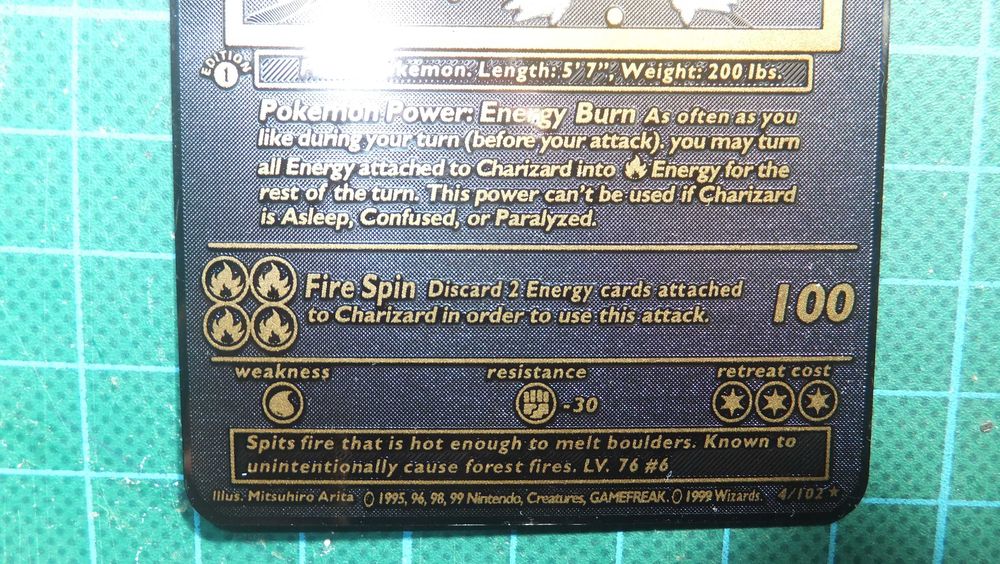 EDITION
1
Pokemon. Length: 5'7", Weight: 200 lbs.
Pokemon Power: Energy Burn As often as you
like during your turn (before your attack), you may turn
all Energy attached to Charizard into Energy for the
rest of the turn. This power can't be used if Charizard
is Asleep, Confused, or Paralyzed.
Fire Spin Discard 2 Energy cards attached
to Charizard in order to use this attack.
100
weakness
resistance
retreat cost
-30
Spits fire that is hot enough to melt boulders. Known to
unintentionally cause forest fires. LV. 76 #6
Illus. Mitsuhiro Arita © 1995, 96, 98, 99 Nintendo, Creatures, GAMEFREAK. © 1999 Wizards. 4/102 ★